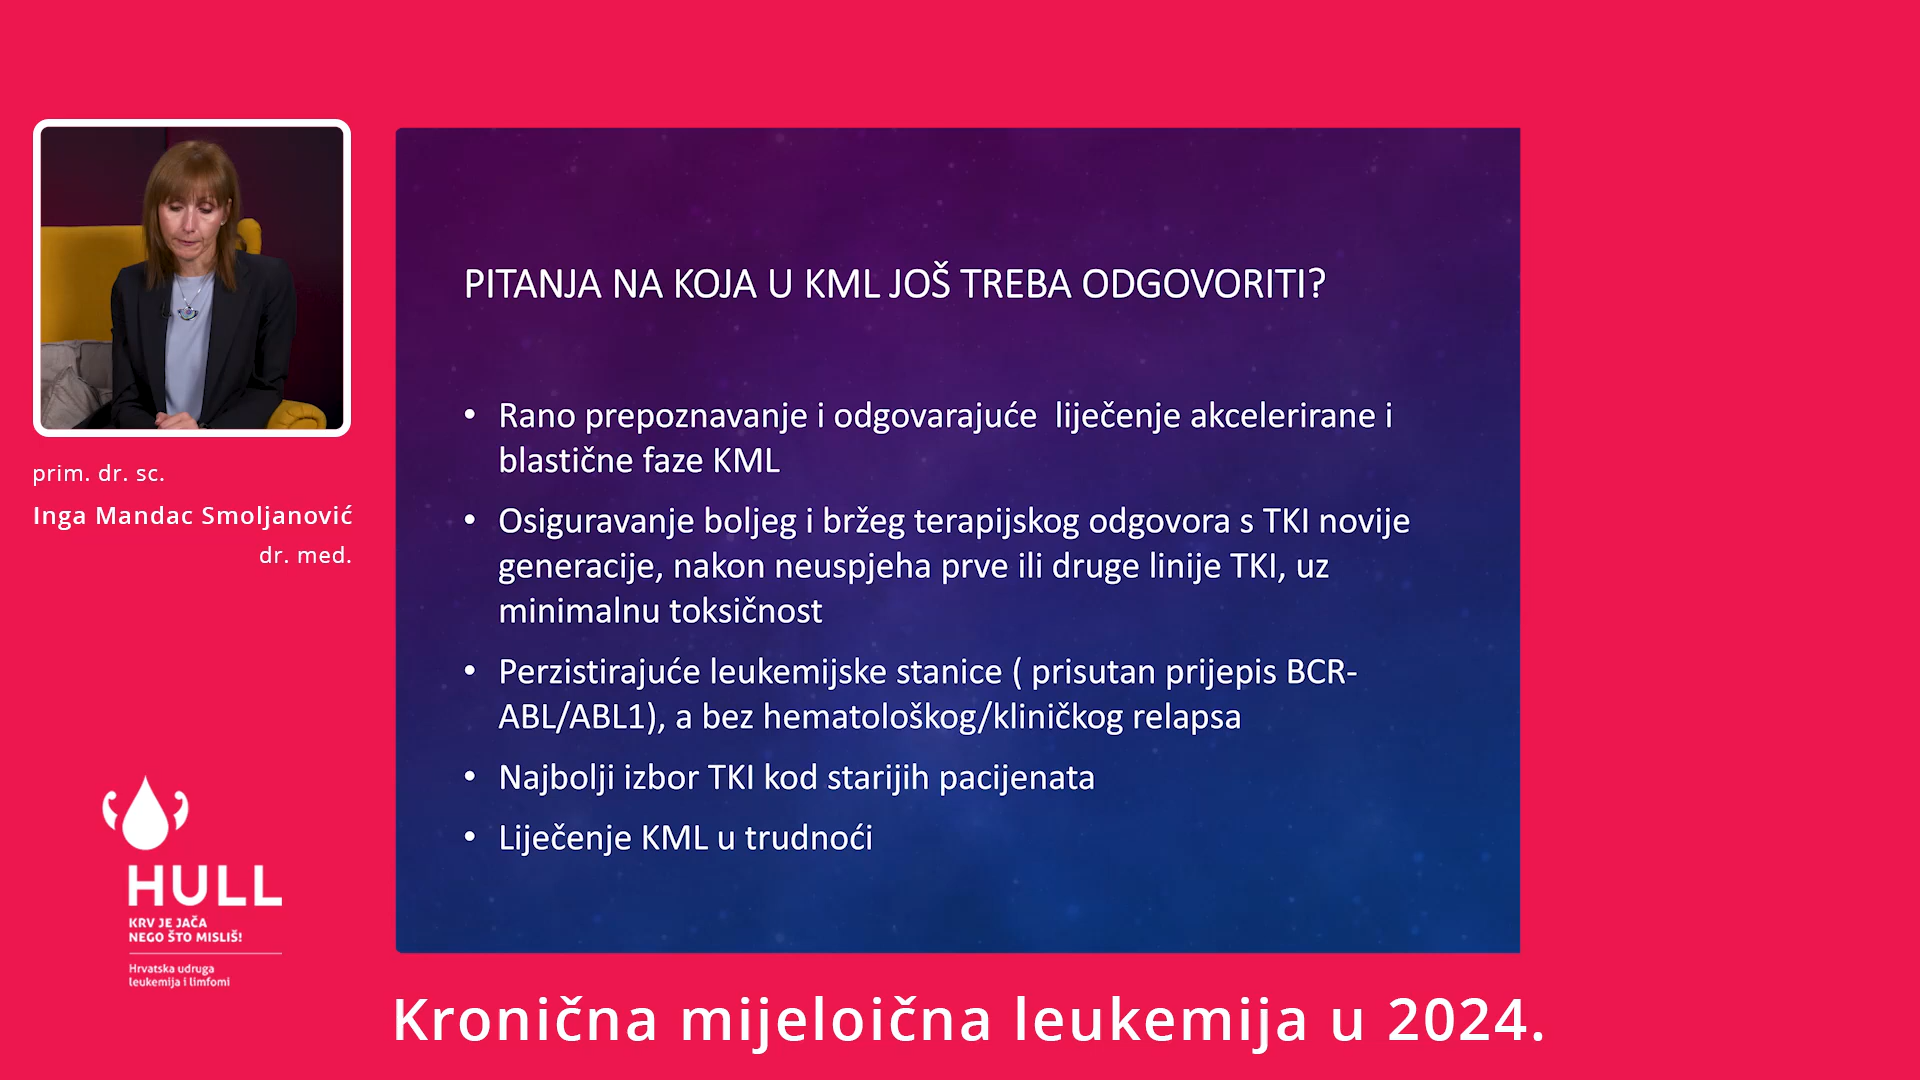 prim. dr. sc.
Inga Mandac Smoljanović
dr. med.
HULL
KRV JE JAČA
NEGO ŠTO MISLIŠ!
Hrvatska udruga
leukemija i limfomi
PITANJA NA KOJA U KML JOŠ TREBA ODGOVORITI?
• Rano prepoznavanje i odgovarajuće liječenje akcelerirane i
blastične faze KML
• Osiguravanje boljeg i bržeg terapijskog odgovora s TKI novije
generacije, nakon neuspjeha prve ili druge linije TKI, uz
minimalnu toksičnost
• Perzistirajuće leukemijske stanice ( prisutan prijepis BCR-
ABL/ABL1), a bez hematološkog/kliničkog relapsa
• Najbolji izbor TKI kod starijih pacijenata
• Liječenje KML u trudnoći
Kronična mijeloična leukemija u 2024.